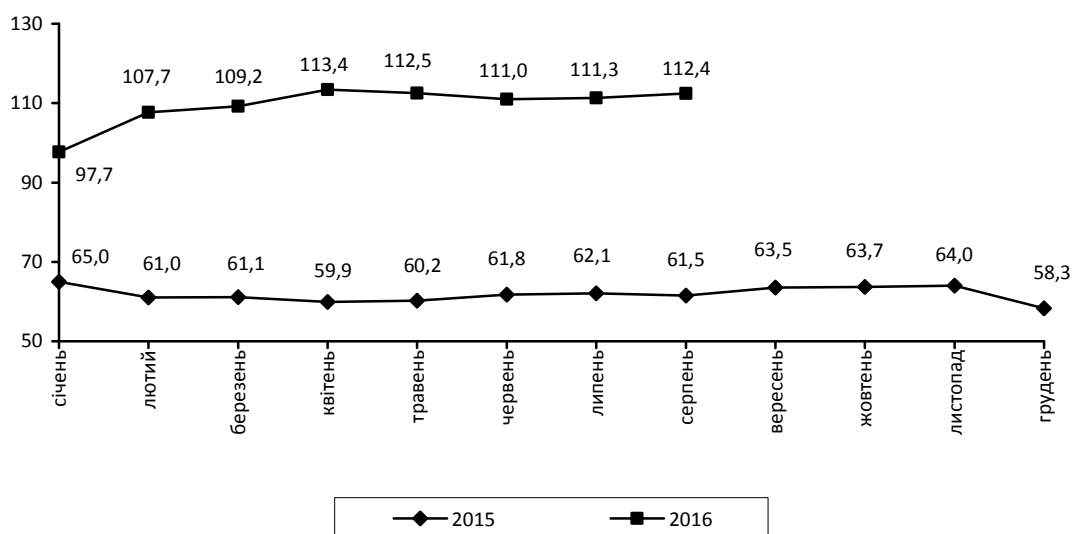 130
110
90
70
50
107,7 109,2 113,4 112,5 111,0 111,3 112,4
97,7
65,0 61,0 61,1 59,9 60,2 61,8 62,1 61,5 63,5 63,7 64,0 58,3
січень
лютий
березень
квітень
травень
червень
липень
серпень
вересень
жовтень
листопад
грудень
2015 2016